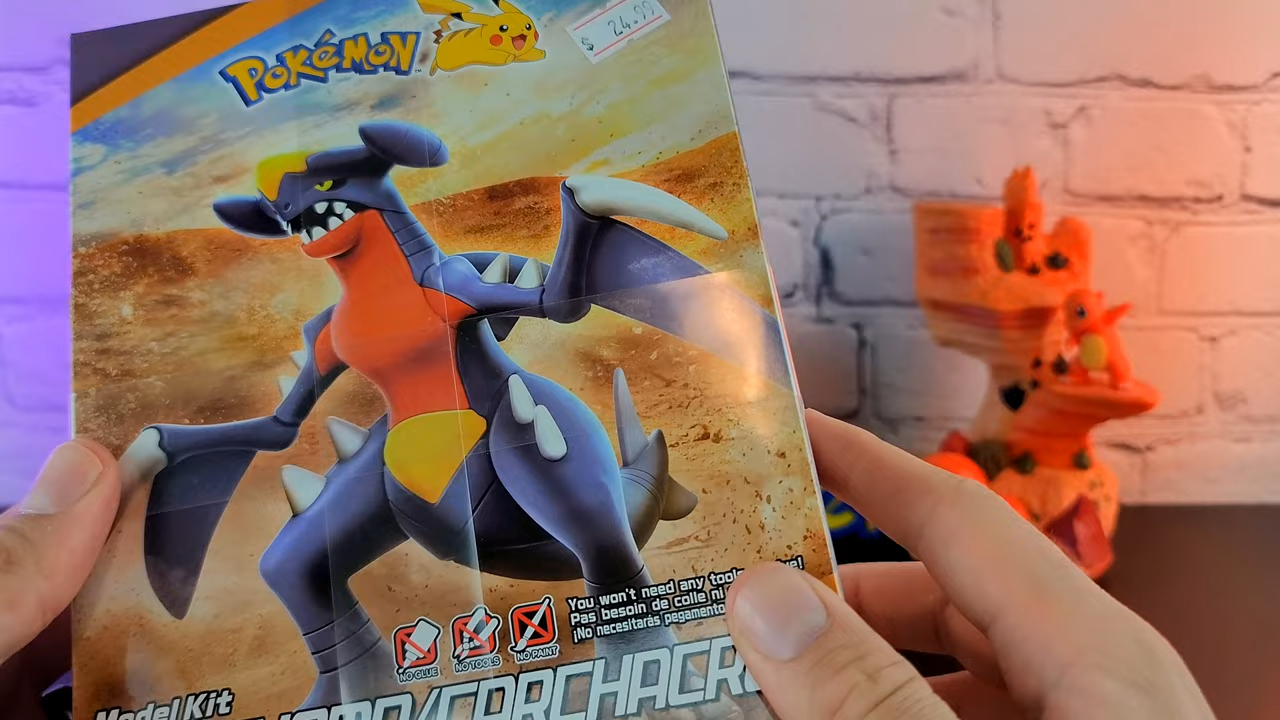 POKÉMON
$ 24.99
You won't need any
Pas besoin de colle ni
¡No necesitarás pegamento
NO GLUE
NO TOOLS
NO PAINT
Model Kit